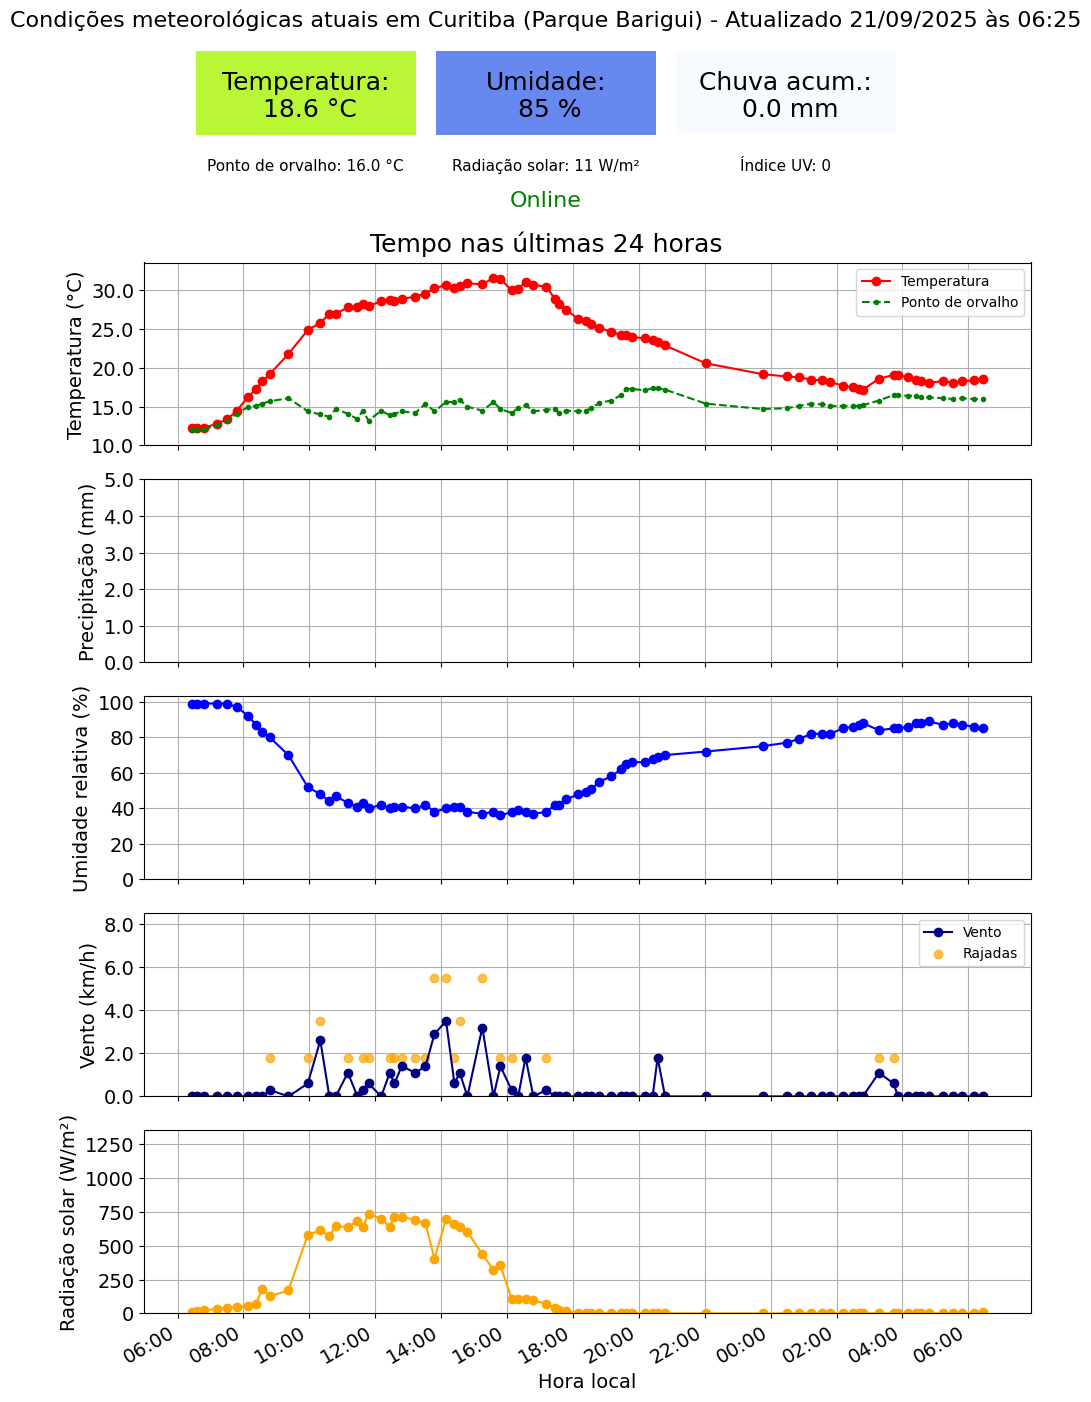 Condições meteorológicas atuais em Curitiba (Parque Barigui) - Atualizado 21/09/2025 às 06:25
Temperatura:
18.6 °C
Umidade:
85 %
Chuva acum.:
0.0 mm
Ponto de orvalho: 16.0 °C
Radiação solar: 11 W/m²
Índice UV: 0
Online
Tempo nas últimas 24 horas
Temperatura (°C)
30.0
25.0
20.0
15.0
10.0
Temperatura
Ponto de orvalho
Precipitação (mm)
5.0
4.0
3.0
2.0
1.0
0.0
Umidade relativa (%)
100
80
60
40
20
0
Vento (km/h)
8.0
6.0
4.0
2.0
0.0
Vento
Rajadas
Radiação solar (W/m²)
1250
1000
750
500
250
0
06:00 08:00 10:00 12:00 14:00 16:00 18:00 20:00 22:00 00:00 02:00 04:00 06:00
Hora local